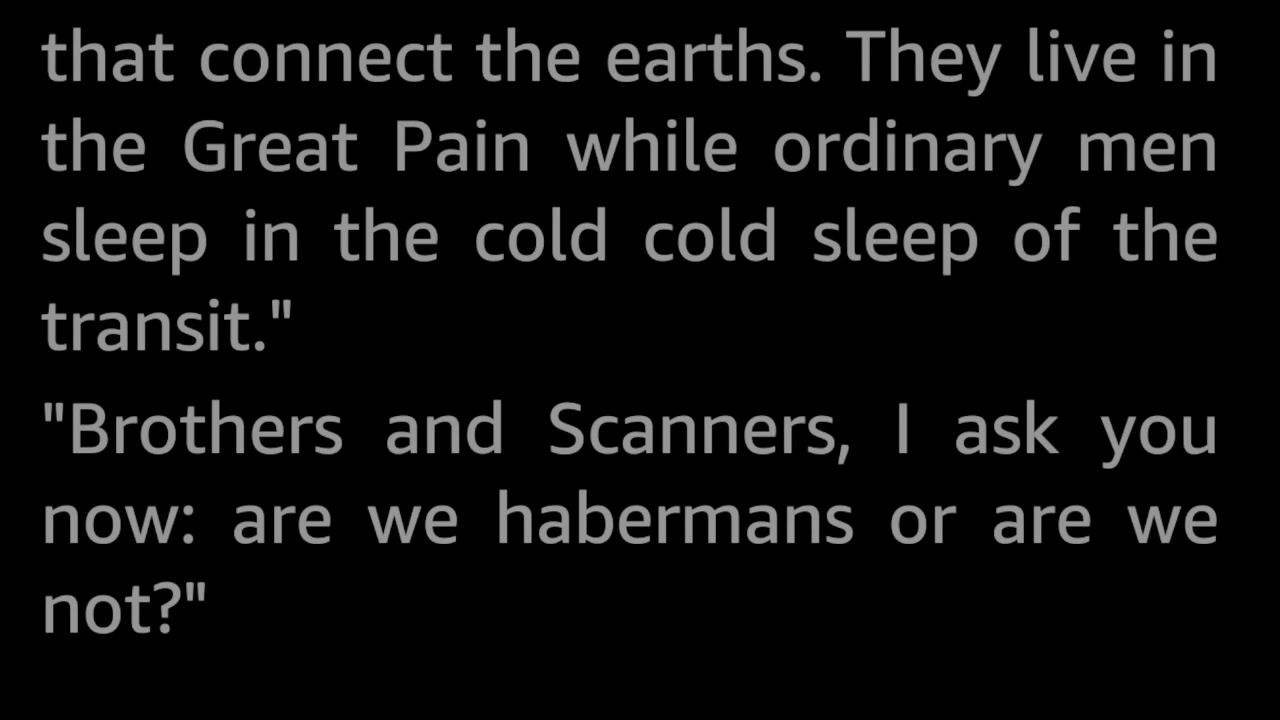 that connect the earths. They live in
the Great Pain while ordinary men
sleep in the cold cold sleep of the
transit."
"Brothers and Scanners, I ask you
now: are we habermans or are we
not?"